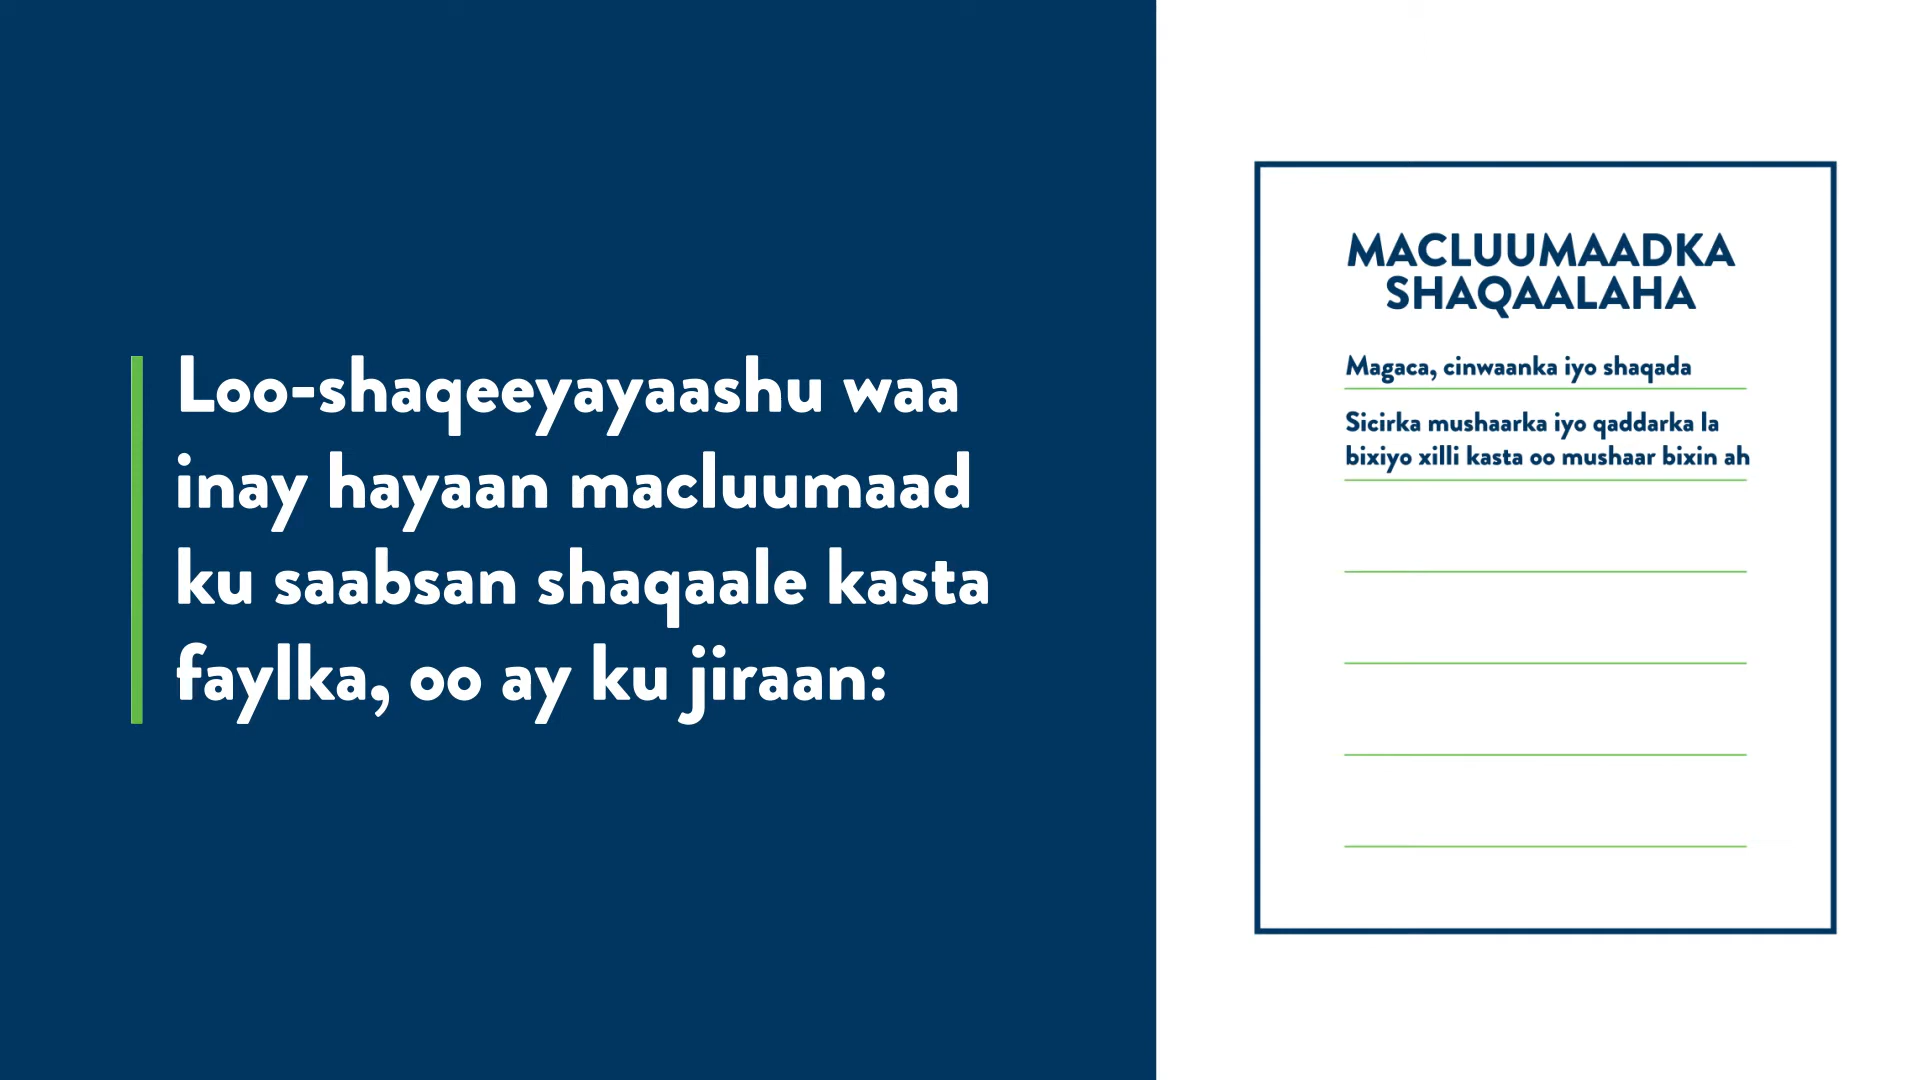 Loo-shaqeeyayaashu waa
inay hayaan macluumaad
ku saabsan shaqaale kasta
faylka, oo ay ku jiraan:
MACLUUMAADKA
SHAQAALAHA
Magaca, cinwaanka iyo shaqada
Sicirka mushaarka iyo qaddarka la
bixiyo xilli kasta oo mushaar bixin ah